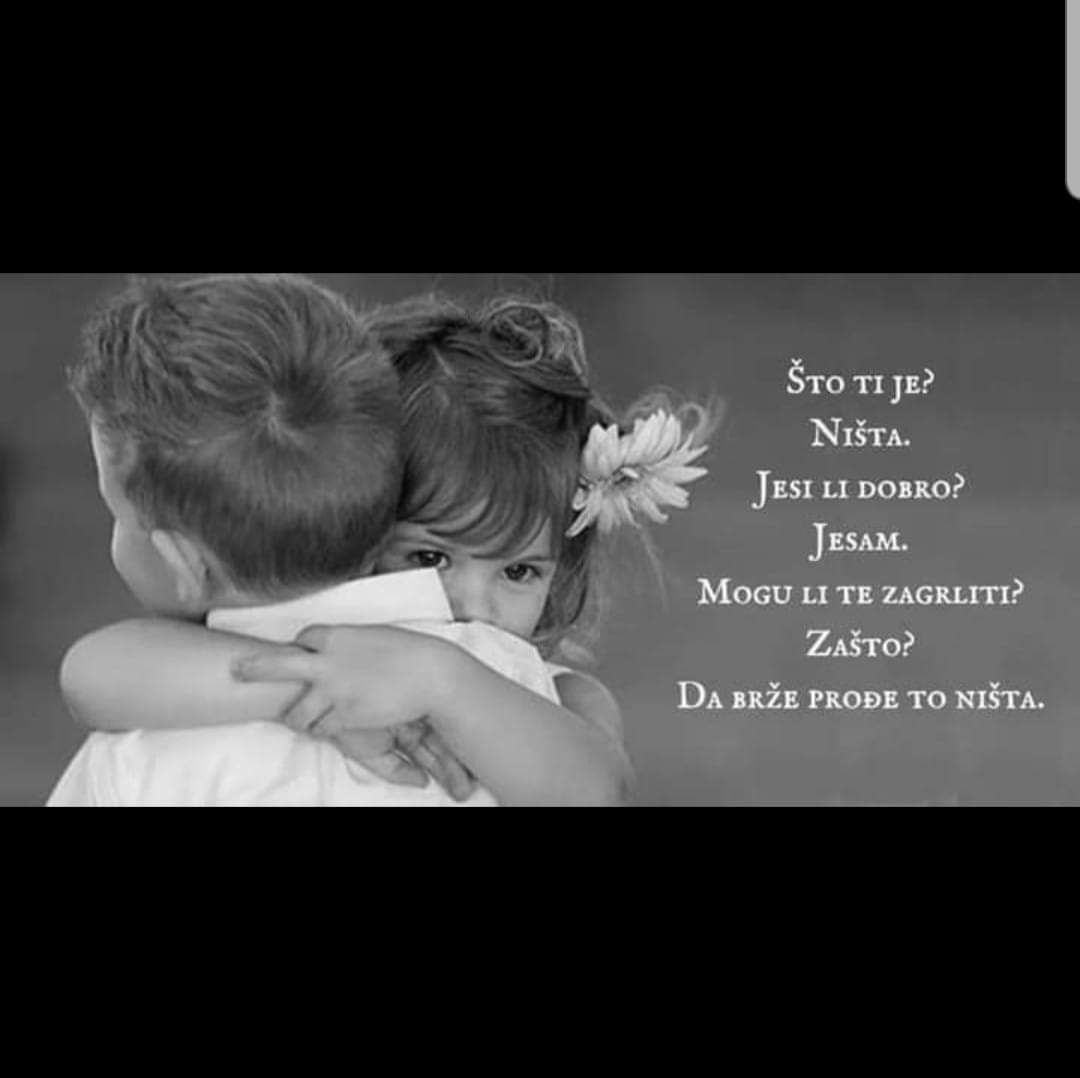 Što ti je?
Ništa.
Jesi li dobro?
Jesam.
Mogu li te zagrliti?
Zašto?
Da brže prođe to ništa.